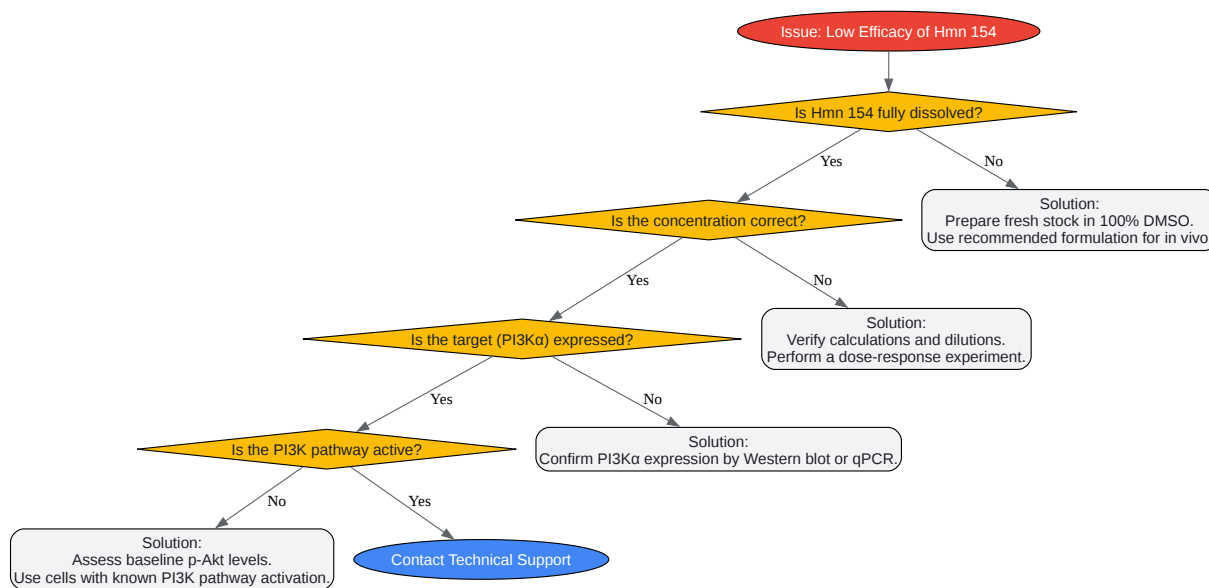 Issue: Low Efficacy of Hmn 154
Is Hmn 154 fully dissolved?
Yes
No
Solution:
Prepare fresh stock in 100% DMSO.
Use recommended formulation for in vivo
Is the concentration correct?
Yes
No
Solution:
Verify calculations and dilutions.
Perform a dose-response experiment.
Is the target (PI3Kα) expressed?
Yes
No
Solution:
Confirm PI3Kα expression by Western blot or qPCR.
Is the PI3K pathway active?
No
Yes
Solution:
Assess baseline p-Akt levels.
Use cells with known PI3K pathway activation.
Contact Technical Support